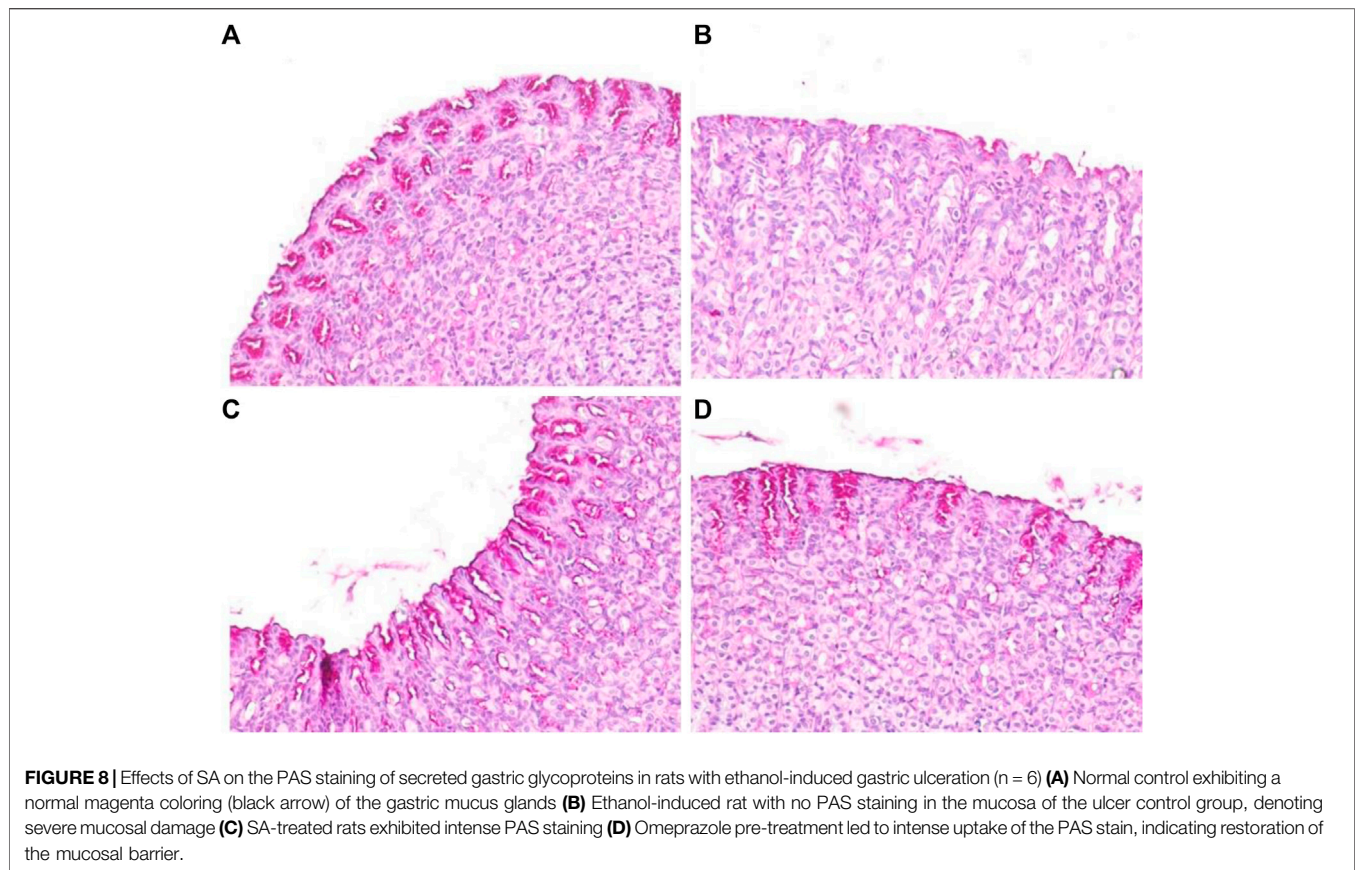 A
B
C
D
FIGURE 8 | Effects of SA on the PAS staining of secreted gastric glycoproteins in rats with ethanol-induced gastric ulceration (n = 6) (A) Normal control exhibiting a
normal magenta coloring (black arrow) of the gastric mucus glands (B) Ethanol-induced rat with no PAS staining in the mucosa of the ulcer control group, denoting
severe mucosal damage (C) SA-treated rats exhibited intense PAS staining (D) Omeprazole pre-treatment led to intense uptake of the PAS stain, indicating restoration of
the mucosal barrier.